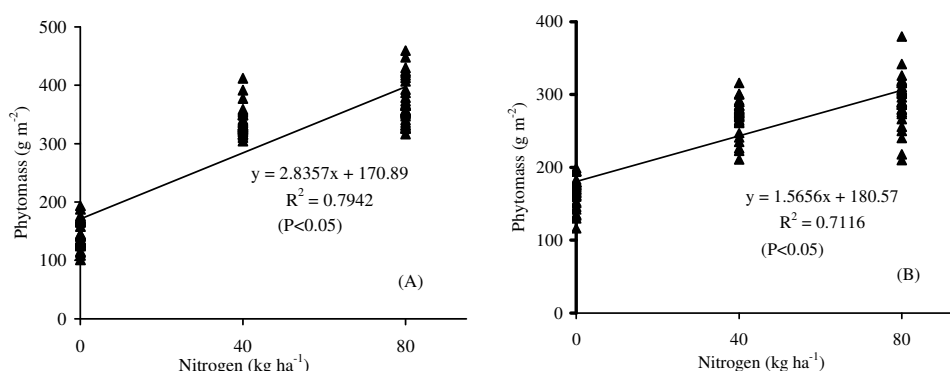 500
400
300
200
100
0
Phytomass (g m-2)
y = 2.8357x + 170.89
R2 = 0.7942
(P<0.05)
(A)
0
40
80
Nitrogen (kg ha-1)
400
300
200
100
0
Phytomass (g m-2)
y = 1.5656x + 180.57
R2 = 0.7116
(P<0.05)
(B)
0
40
80
Nitrogen (kg ha-1)